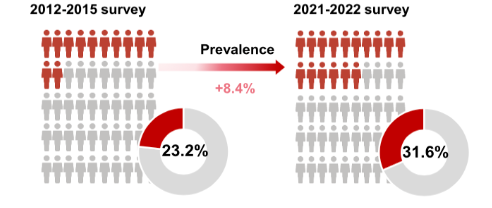 2012-2015 survey
2021-2022 survey
Prevalence
+8.4%
23.2%
31.6%